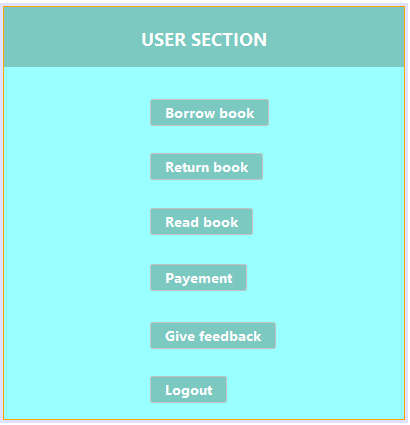 USER SECTION
Borrow book
Return book
Read book
Payement
Give feedback
Logout